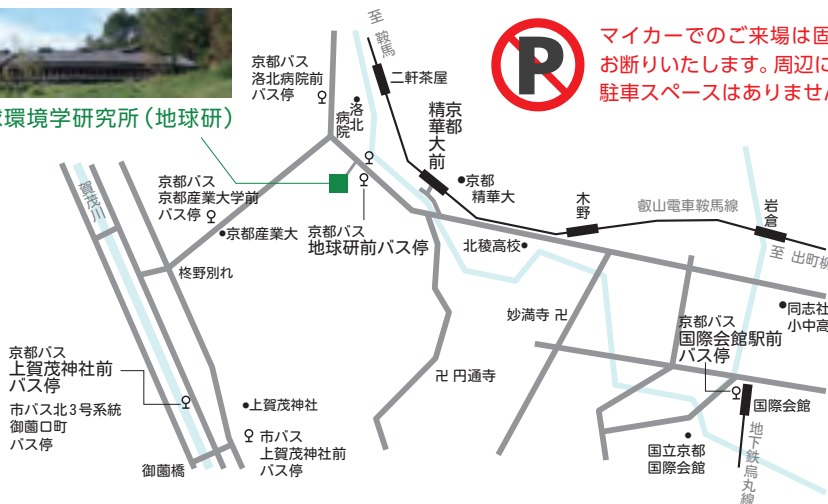 マイカーでのご来場は固
お断りいたします。周辺に
駐車スペースはありません
P
環境学研究所(地球研)
至 鞍馬
鞍馬線
京都バス
洛北病院前
バス停
二軒茶屋
洛北
病院
京都
精華大前
京都
精華大
木野
叡山電車鞍馬線
岩倉
至 出町柳
賀茂川
京都バス
京都産業大学前
バス停
京都産業大
京都バス
地球研前バス停
北稜高校
柊野別れ
同志社
小中高
妙満寺 卍
京都バス
国際会館駅前
バス停
京都バス
上賀茂神社前
バス停
卍 円通寺
市バス北3号系統
御薗口町
バス停
上賀茂神社
国際会館
市バス
上賀茂神社前
バス停
御薗橋
国立京都
国際会館
地下鉄烏丸線